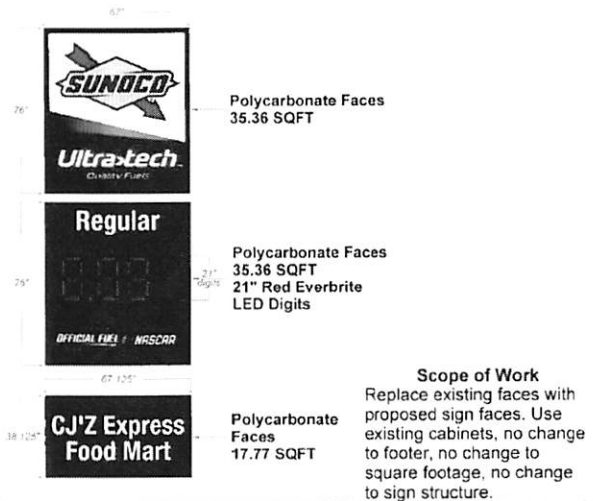 67"
SUNOCO
76"
Polycarbonate Faces
35.36 SQFT
Ultra>tech
Quality Fuels
Regular
76"
21"
digits
Polycarbonate Faces
35.36 SQFT
21" Red Everbrite
LED Digits
OFFICIAL FUEL NASCAR
67.125"
CJ'Z Express
Food Mart
38.125"
Polycarbonate
Faces
17.77 SQFT
Scope of Work
Replace existing faces with
proposed sign faces. Use
existing cabinets, no change
to footer, no change to
square footage, no change
to sign structure.